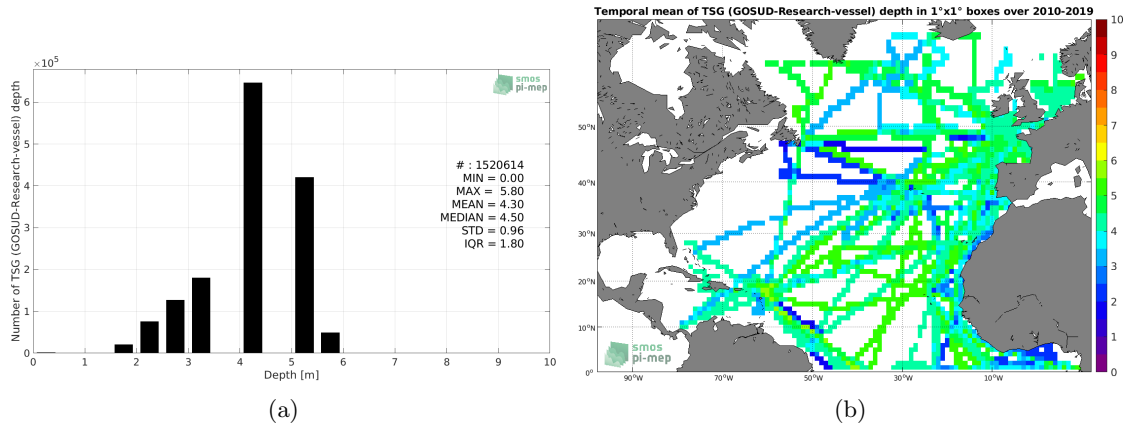 ×10⁵
Number of TSG (GOSUD-Research-vessel) depth
6
5
4
3
2
1
0
0 1 2 3 4 5 6 7 8 9 10
Depth [m]
smos
pi-mep
# : 1520614
MIN = 0.00
MAX = 5.80
MEAN = 4.30
MEDIAN = 4.50
STD = 0.96
IQR = 1.80
(a)
Temporal mean of TSG (GOSUD-Research-vessel) depth in 1°x1° boxes over 2010-2019
50°N
40°N
30°N
20°N
10°N
0°
90°W 70°W 50°W 30°W 10°W
smos
pi-mep
10
9
8
7
6
5
4
3
2
1
0
(b)